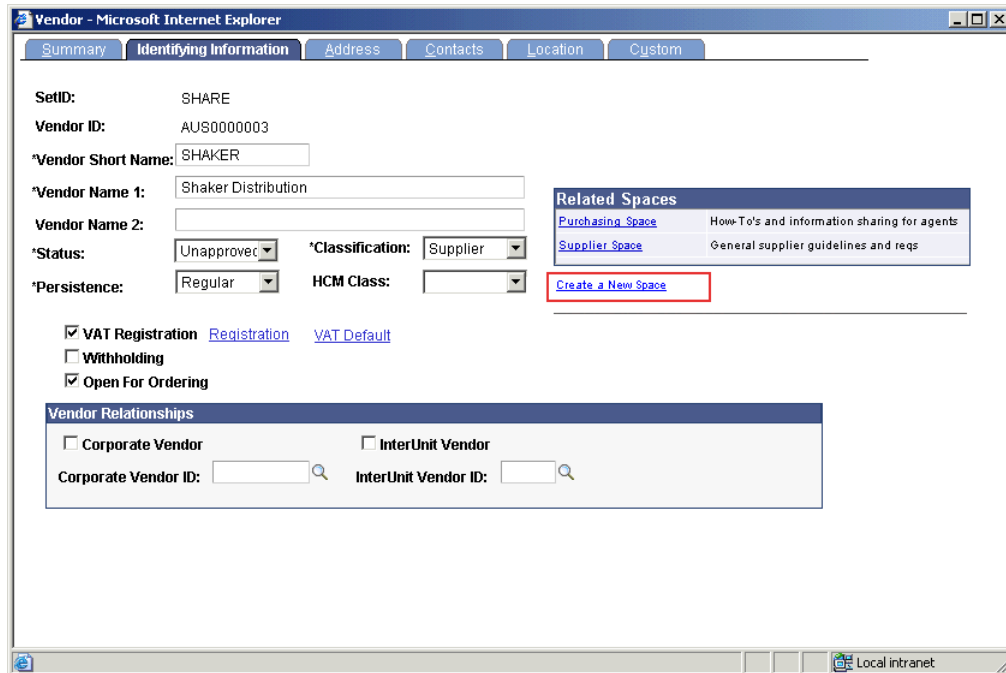 Vendor - Microsoft Internet Explorer
Summary Identifying Information Address Contacts Location Custom
SetID: SHARE
Vendor ID: AUS0000003
*Vendor Short Name: SHAKER
*Vendor Name 1: Shaker Distribution
Vendor Name 2:
*Status: Unapproved *Classification: Supplier
*Persistence: Regular HCM Class:
Related Spaces
Purchasing Space How-To's and information sharing for agents
Supplier Space General supplier guidelines and reqs
Create a New Space
VAT Registration Registration VAT Default
Withholding
Open For Ordering
Vendor Relationships
Corporate Vendor InterUnit Vendor
Corporate Vendor ID: InterUnit Vendor ID:
Local intranet